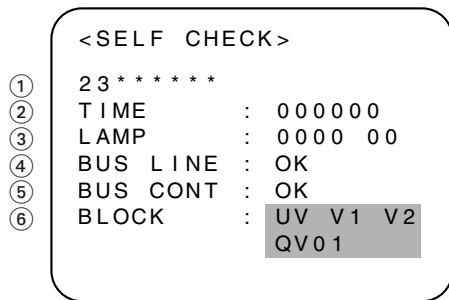 <SELF CHECK>
① 23******
② TIME : 000000
③ LAMP : 0000 00
④ BUS LINE : OK
⑤ BUS CONT : OK
⑥ BLOCK : UV V1 V2
QV01